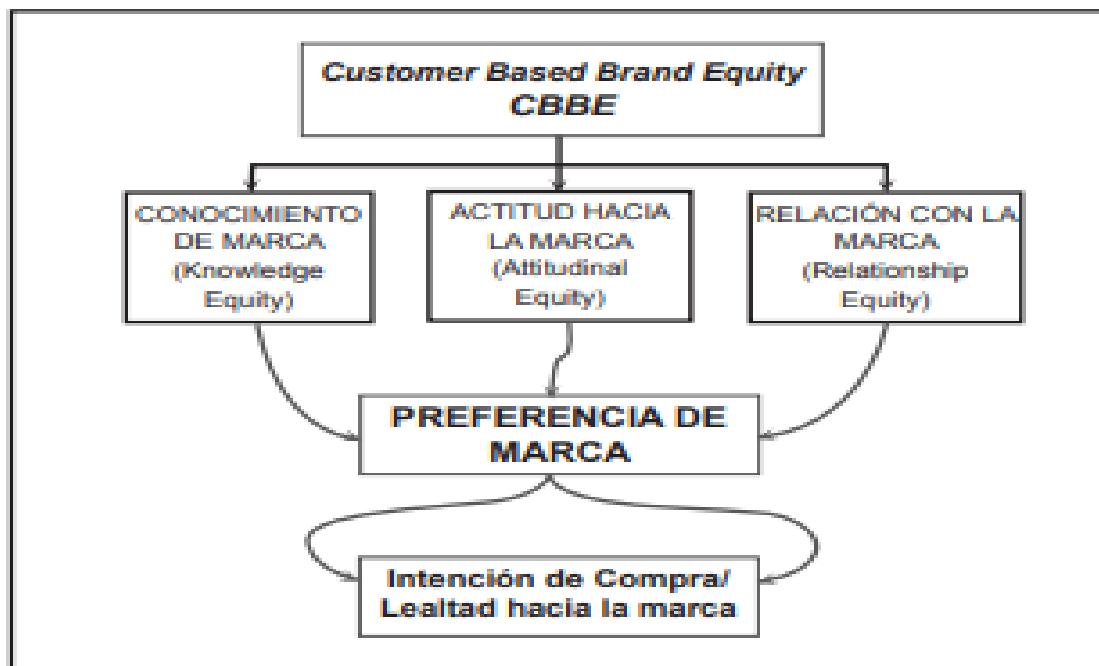 Customer Based Brand Equity
CBBE
CONOCIMIENTO
DE MARCA
(Knowledge
Equity)
ACTITUD HACIA
LA MARCA
(Attitudinal
Equity)
RELACIÓN CON LA
MARCA
(Relationship
Equity)
PREFERENCIA DE
MARCA
Intención de Compra/
Lealtad hacia la marca